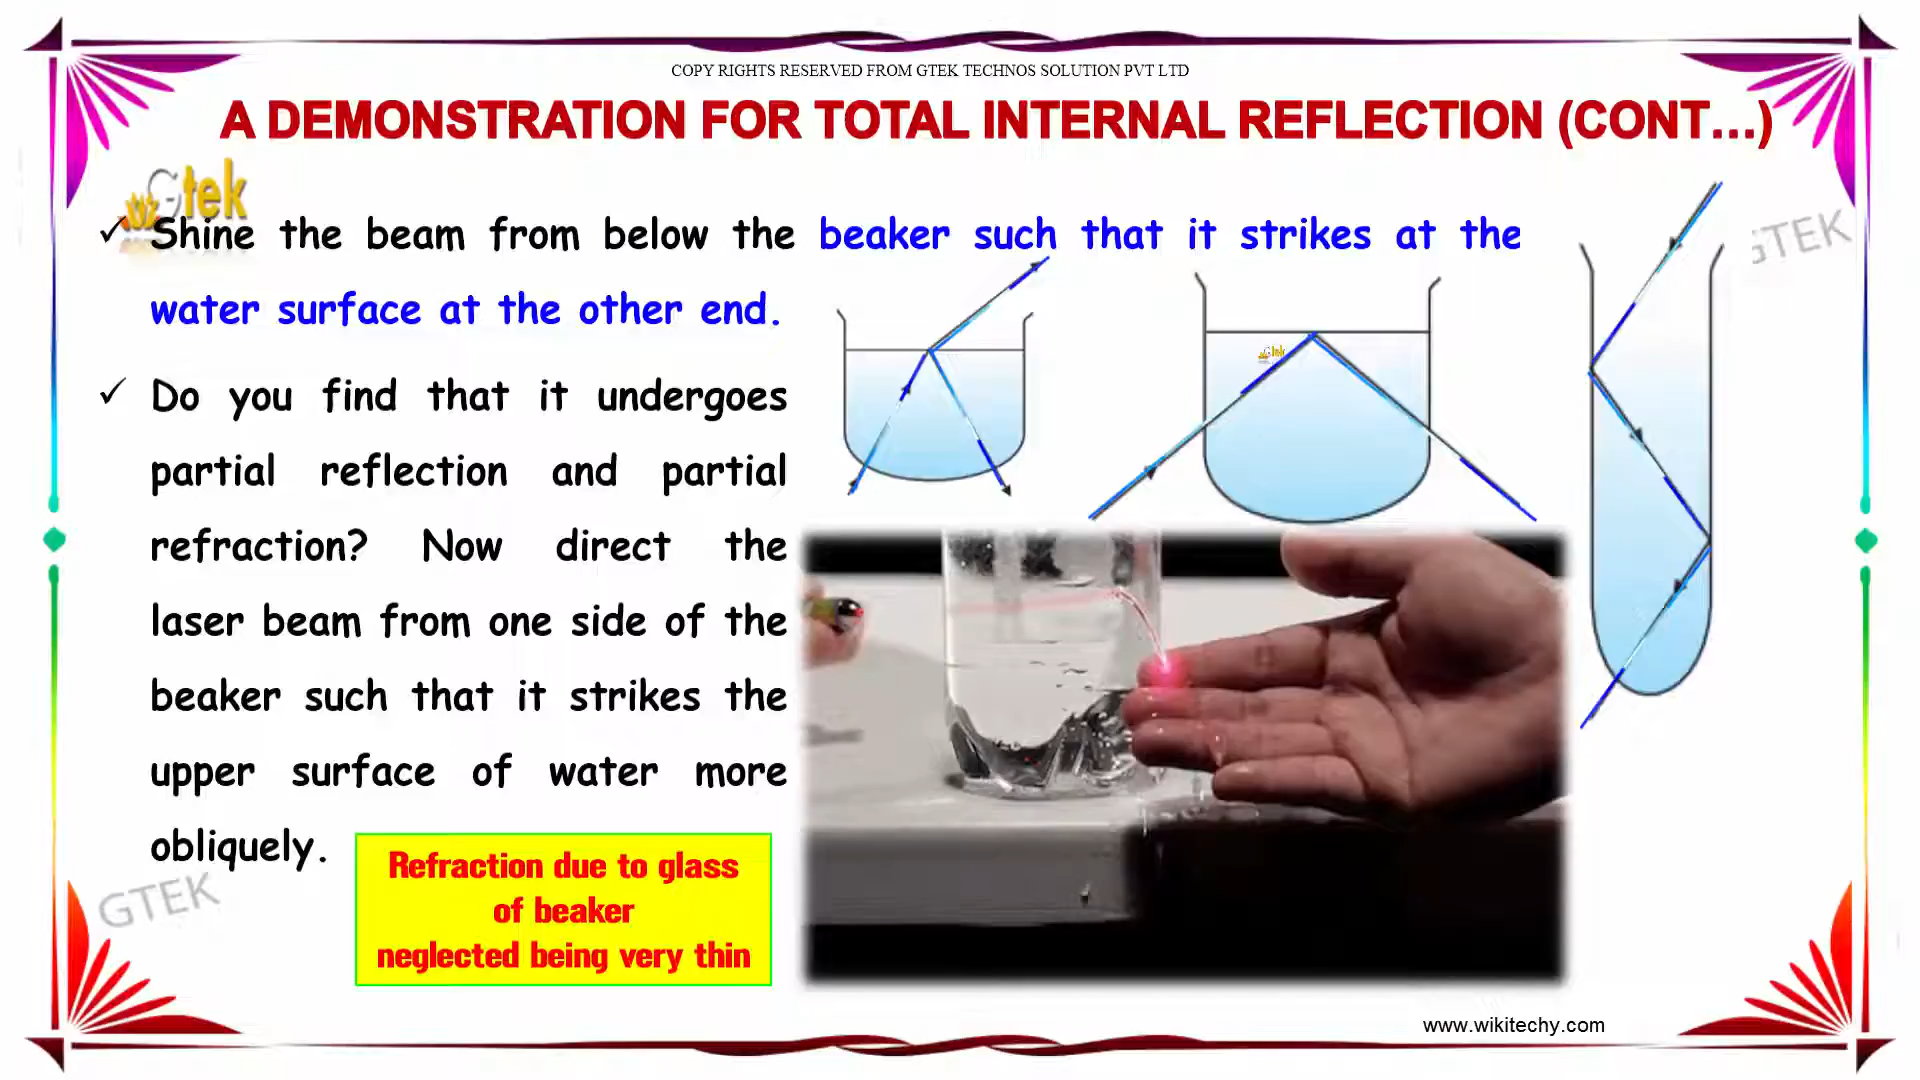 COPY RIGHTS RESERVED FROM GTEK TECHNOS SOLUTION PVT LTD
A DEMONSTRATION FOR TOTAL INTERNAL REFLECTION (CONT...)
Gtek
GTEK
✓ Shine the beam from below the beaker such that it strikes at the
water surface at the other end.
Gtek
✓ Do you find that it undergoes
partial reflection and partial
refraction? Now direct the
laser beam from one side of the
beaker such that it strikes the
upper surface of water more
obliquely.
Refraction due to glass
of beaker
neglected being very thin
GTEK
www.wikitechy.com